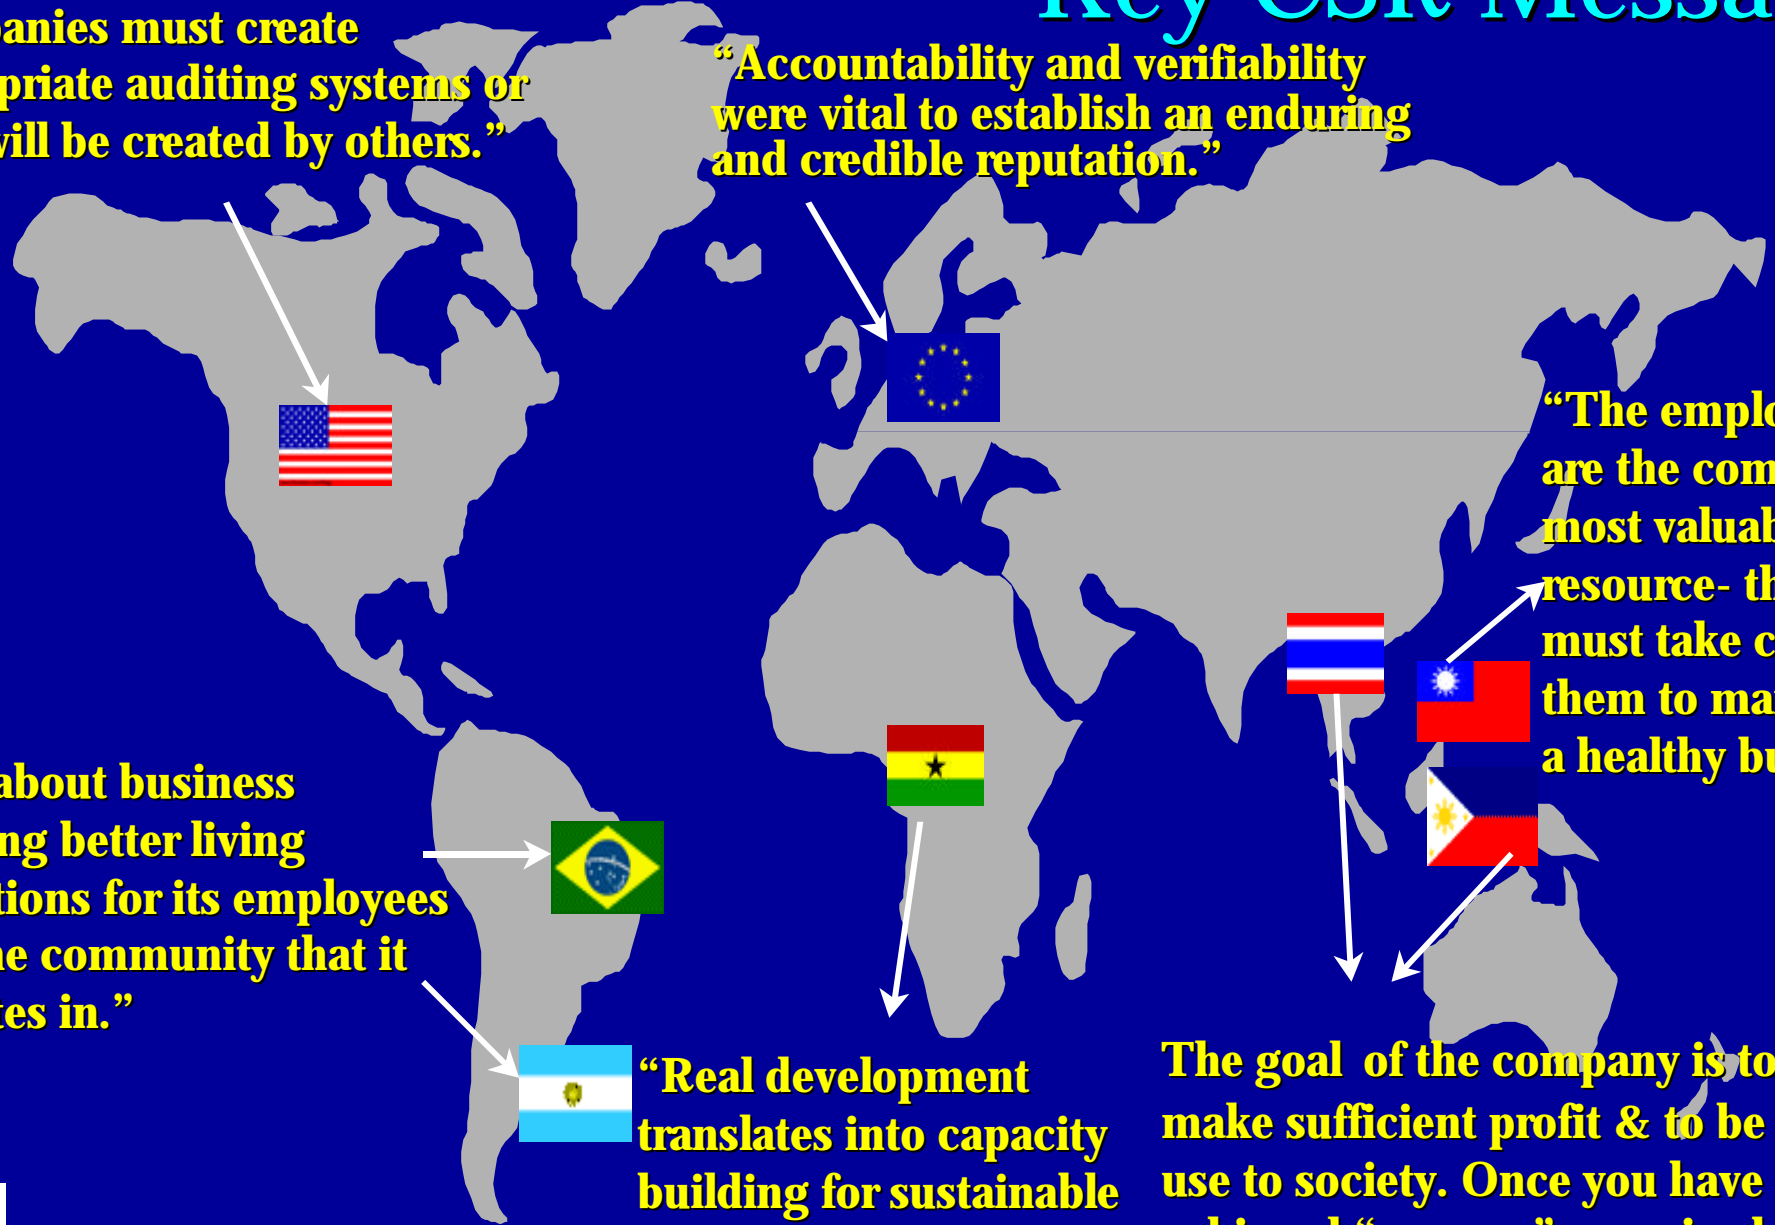 Key CSR Messa
panies must create
priate auditing systems or
will be created by others.”
“Accountability and verifiability
were vital to establish an enduring
and credible reputation.”
“The emplo
are the com
most valuab
resource- th
must take c
them to ma
a healthy bu
about business
ng better living
tions for its employees
he community that it
tes in.”
“Real development
translates into capacity
building for sustainable
The goal of the company is to
make sufficient profit & to be
use to society. Once you have